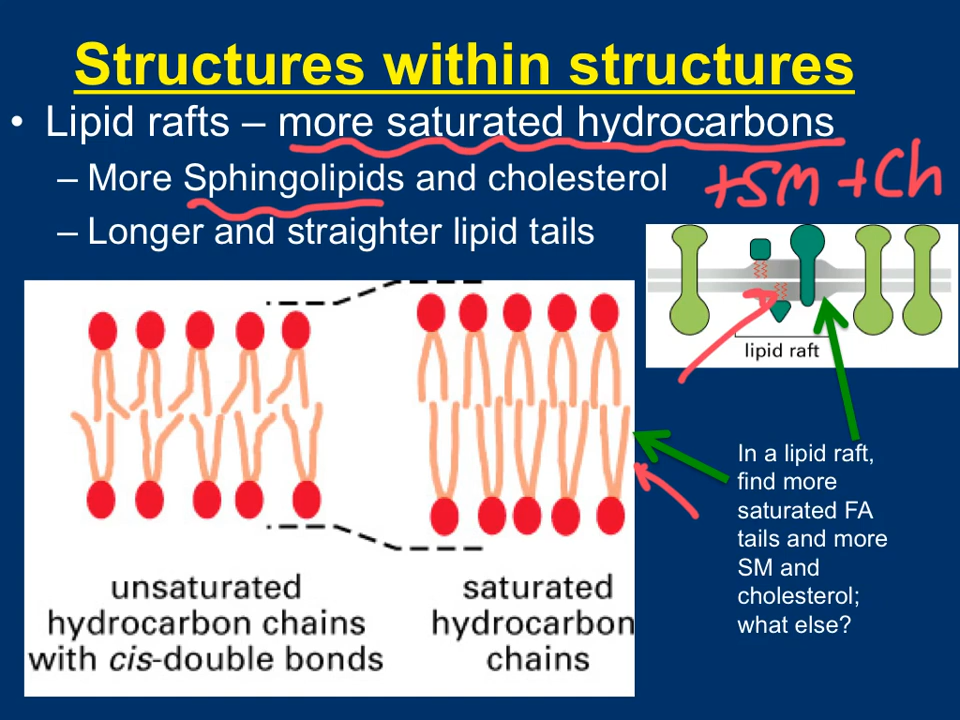 Structures within structures
• Lipid rafts – more saturated hydrocarbons
– More Sphingolipids and cholesterol
+SM +Ch
– Longer and straighter lipid tails
lipid raft
In a lipid raft,
find more
saturated FA
tails and more
SM and
cholesterol;
what else?
unsaturated
hydrocarbon chains
with cis-double bonds
saturated
hydrocarbon
chains